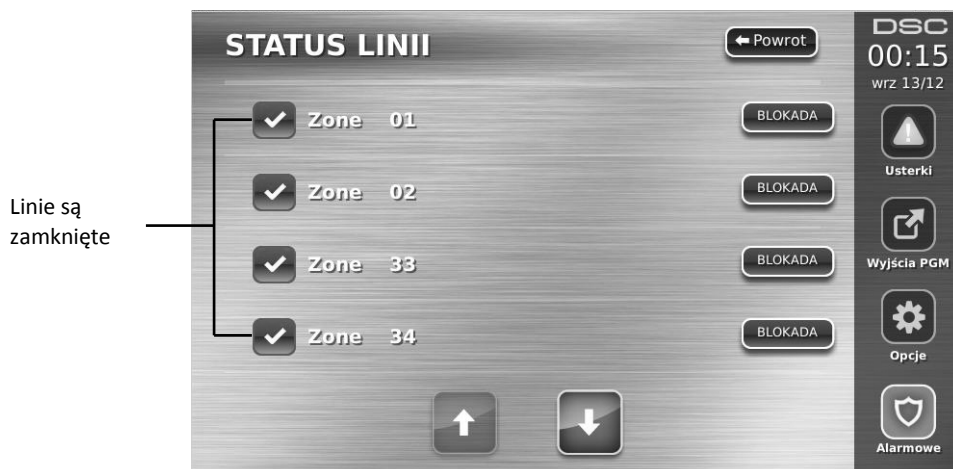 Linie są
zamknięte
STATUS LINII
Powrot
Zone 01
BLOKADA
Zone 02
BLOKADA
Zone 33
BLOKADA
Zone 34
BLOKADA
DSC
00:15
wrz 13/12
Usterki
Wyjścia PGM
Opcje
Alarmowe